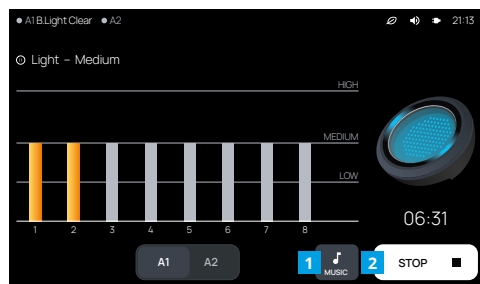 A1 B.Light Clear A2 21:13
Light – Medium
HIGH
MEDIUM
LOW
1 2 3 4 5 6 7 8
06:31
A1 A2 1 MUSIC 2 STOP